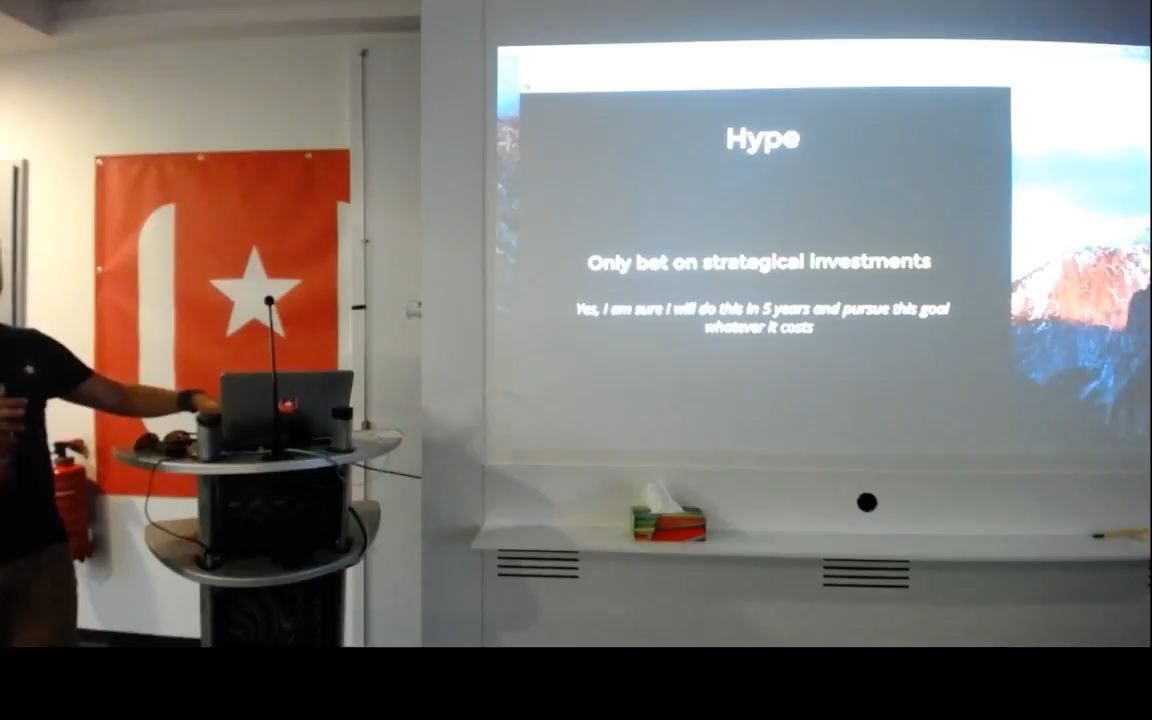 Hype
Only bet on strategical investments
Yes, I am sure I will do this in 5 years and pursue this goal
whatever it costs